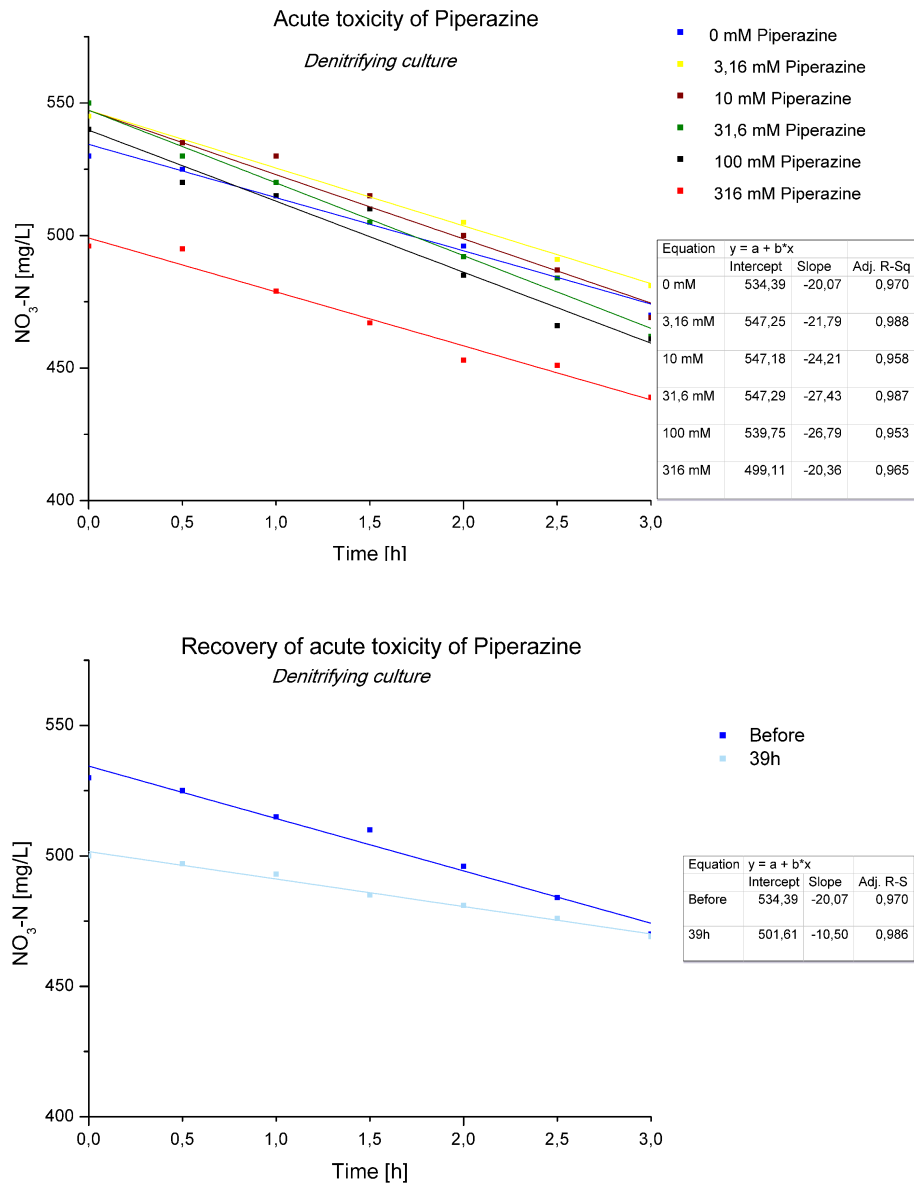 Acute toxicity of Piperazine
Denitrifying culture
0 mM Piperazine
3,16 mM Piperazine
10 mM Piperazine
31,6 mM Piperazine
100 mM Piperazine
316 mM Piperazine
550
500
450
400
NO3-N [mg/L]
0,0 0,5 1,0 1,5 2,0 2,5 3,0
Time [h]
Equation y = a + b*x
Intercept Slope Adj. R-Sq
0 mM 534,39 -20,07 0,970
3,16 mM 547,25 -21,79 0,988
10 mM 547,18 -24,21 0,958
31,6 mM 547,29 -27,43 0,987
100 mM 539,75 -26,79 0,953
316 mM 499,11 -20,36 0,965
Recovery of acute toxicity of Piperazine
Denitrifying culture
Before
39h
550
500
450
400
NO3-N [mg/L]
0,0 0,5 1,0 1,5 2,0 2,5 3,0
Time [h]
Equation y = a + b*x
Intercept Slope Adj. R-S
Before 534,39 -20,07 0,970
39h 501,61 -10,50 0,986